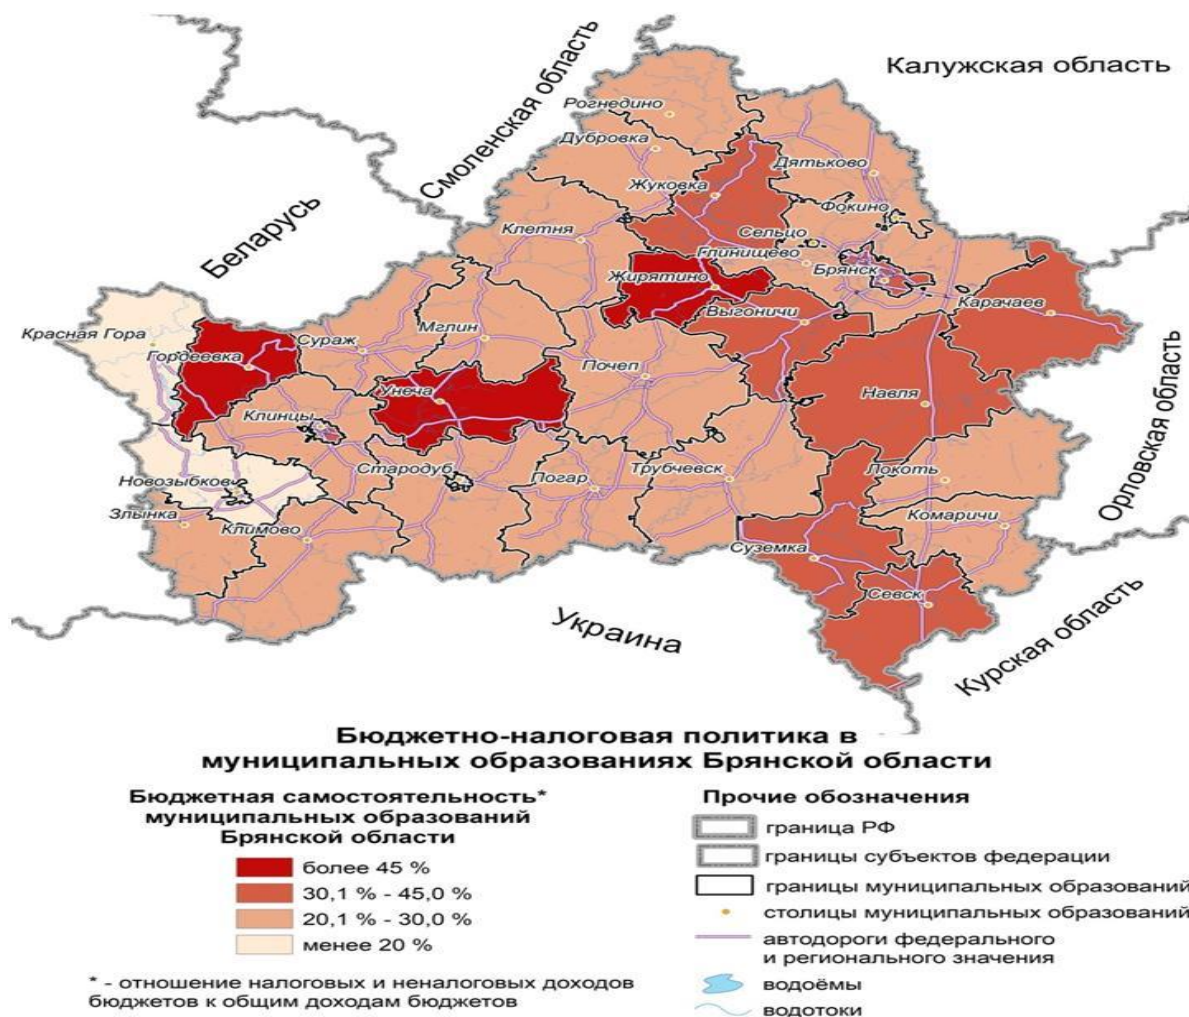 Калужская область
Смоленская область
Беларусь
Рогнедино
Дубровка
Дятьково
Жуковка
Фокино
Клетня
Сельцо
Глинищево
Брянск
Жирятино
Карачаев
Выгоничи
Красная Гора
Мглин
Сураж
Гордеевка
Почеп
Унеча
Навля
Клинцы
Орловская область
Стародуб
Трубчевск
Локоть
Новозыбков
Погар
Злынка
Климово
Комаричи
Суземка
Севск
Украина
Курская область
Бюджетно-налоговая политика в
муниципальных образованиях Брянской области
Бюджетная самостоятельность*
муниципальных образований
Брянской области
более 45 %
30,1 % - 45,0 %
20,1 % - 30,0 %
менее 20 %
* - отношение налоговых и неналоговых доходов
бюджетов к общим доходам бюджетов
Прочие обозначения
граница РФ
границы субъектов федерации
границы муниципальных образований
столицы муниципальных образований
автодороги федерального
и регионального значения
водоёмы
водотоки